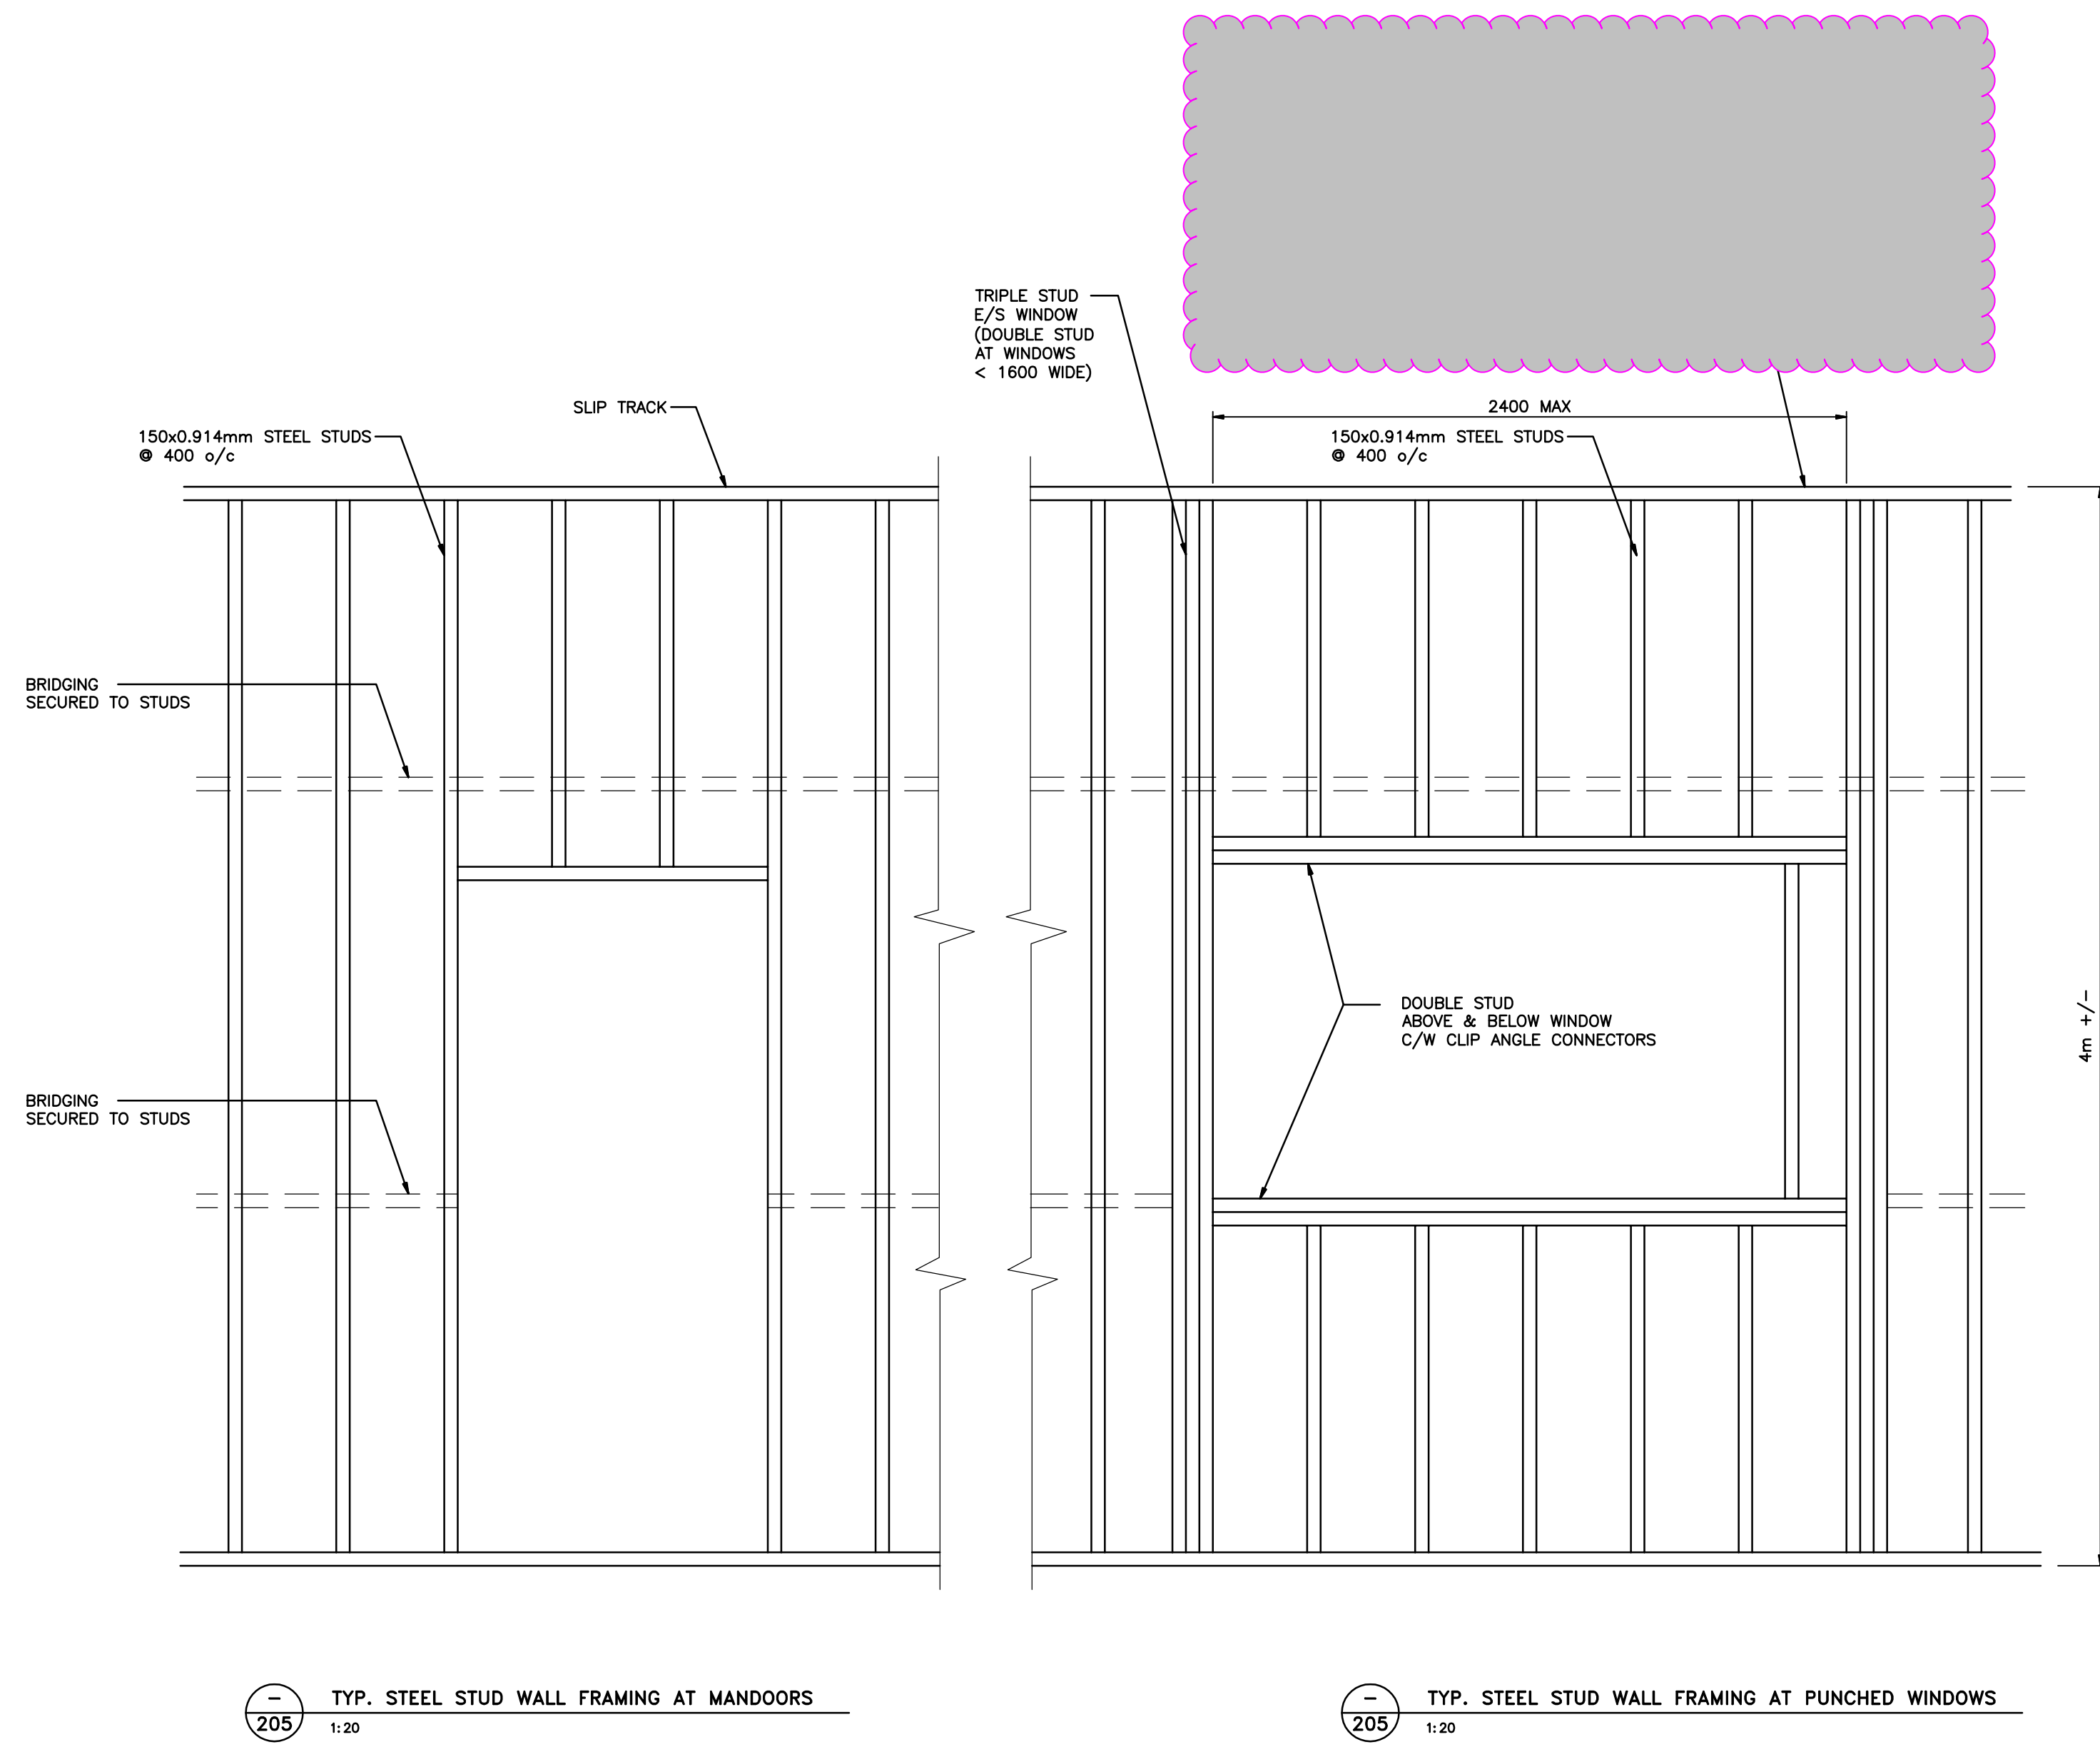 TRIPLE STUD
E/S WINDOW
(DOUBLE STUD
AT WINDOWS
< 1600 WIDE)
SLIP TRACK
2400 MAX
150x0.914mm STEEL STUDS
@ 400 o/c
150x0.914mm STEEL STUDS
@ 400 o/c
BRIDGING
SECURED TO STUDS
DOUBLE STUD
ABOVE & BELOW WINDOW
C/W CLIP ANGLE CONNECTORS
4m +/-
BRIDGING
SECURED TO STUDS
-
205
TYP. STEEL STUD WALL FRAMING AT MANDOORS
1:20
-
205
TYP. STEEL STUD WALL FRAMING AT PUNCHED WINDOWS
1:20